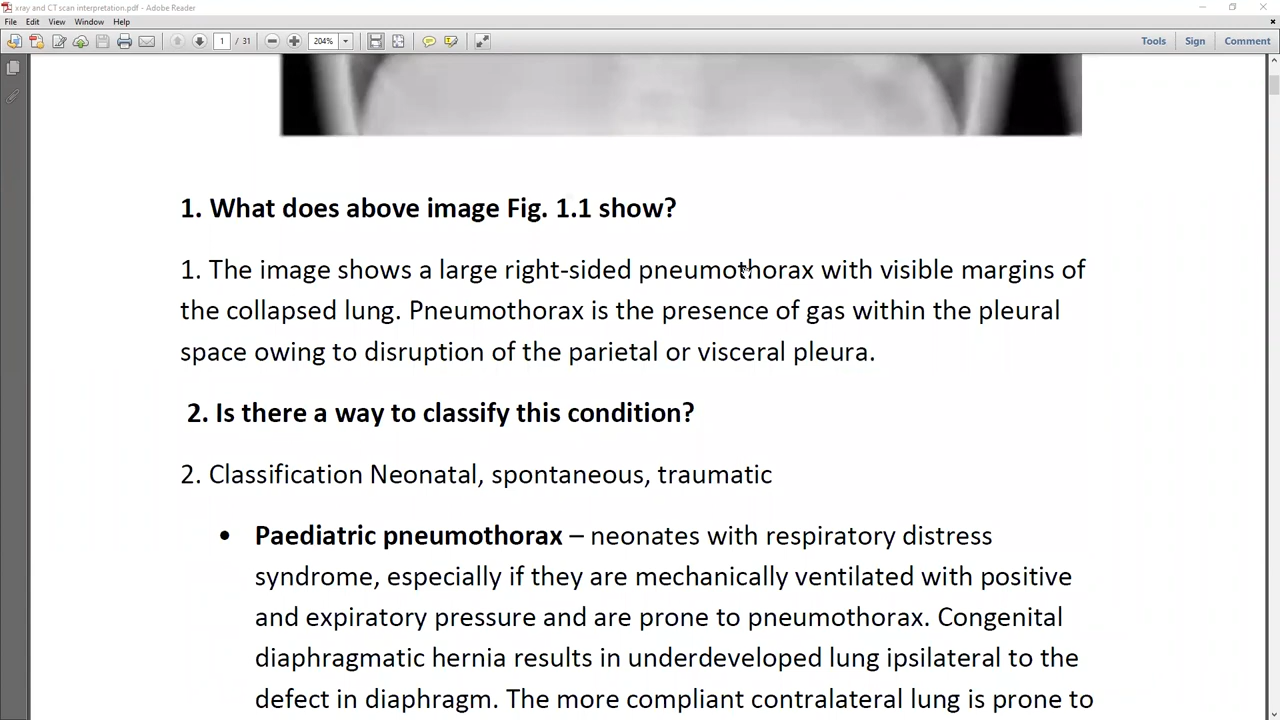 xray and CT scan interpretation.pdf - Adobe Reader
File Edit View Window Help
1 / 31 204% Tools Sign Comment
1. What does above image Fig. 1.1 show?
1. The image shows a large right-sided pneumothorax with visible margins of
the collapsed lung. Pneumothorax is the presence of gas within the pleural
space owing to disruption of the parietal or visceral pleura.
2. Is there a way to classify this condition?
2. Classification Neonatal, spontaneous, traumatic
• Paediatric pneumothorax – neonates with respiratory distress
syndrome, especially if they are mechanically ventilated with positive
and expiratory pressure and are prone to pneumothorax. Congenital
diaphragmatic hernia results in underdeveloped lung ipsilateral to the
defect in diaphragm. The more compliant contralateral lung is prone to